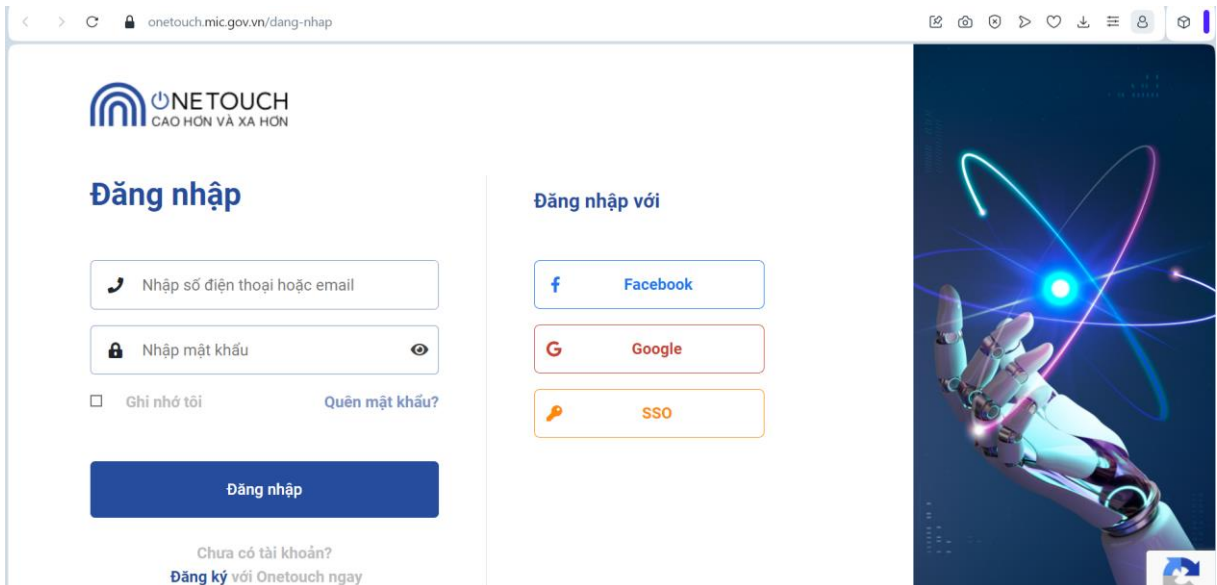 onetouch.mic.gov.vn/dang-nhap
ONETOUCH
CAO HƠN VÀ XA HƠN
Đăng nhập
Nhập số điện thoại hoặc email
Nhập mật khẩu
Ghi nhớ tôi
Quên mật khẩu?
Đăng nhập
Chưa có tài khoản?
Đăng ký với Onetouch ngay
Đăng nhập với
Facebook
Google
SSO